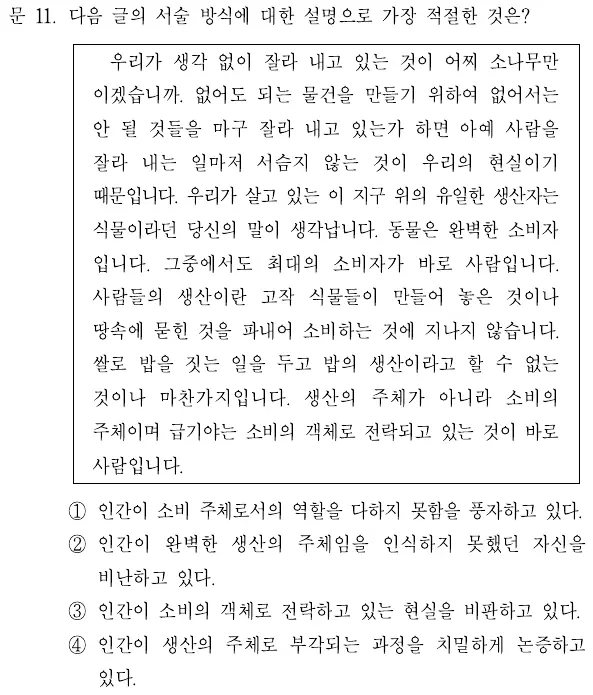 문 11. 다음 글의 서술 방식에 대한 설명으로 가장 적절한 것은?
우리가 생각 없이 잘라 내고 있는 것이 어찌 소나무만
이겠습니까. 없어도 되는 물건을 만들기 위하여 없어서는
안 될 것들을 마구 잘라 내고 있는가 하면 아예 사람을
잘라 내는 일마저 서슴지 않는 것이 우리의 현실이기
때문입니다. 우리가 살고 있는 이 지구 위의 유일한 생산자는
식물이라던 당신의 말이 생각납니다. 동물은 완벽한 소비자
입니다. 그중에서도 최대의 소비자가 바로 사람입니다.
사람들의 생산이란 고작 식물들이 만들어 놓은 것이나
땅속에 묻힌 것을 파내어 소비하는 것에 지나지 않습니다.
쌀로 밥을 짓는 일을 두고 밥의 생산이라고 할 수 없는
것이나 마찬가지입니다. 생산의 주체가 아니라 소비의
주체이며 급기야는 소비의 객체로 전락되고 있는 것이 바로
사람입니다.
① 인간이 소비 주체로서의 역할을 다하지 못함을 풍자하고 있다.
② 인간이 완벽한 생산의 주체임을 인식하지 못했던 자신을
비난하고 있다.
③ 인간이 소비의 객체로 전락하고 있는 현실을 비판하고 있다.
④ 인간이 생산의 주체로 부각되는 과정을 치밀하게 논증하고
있다.